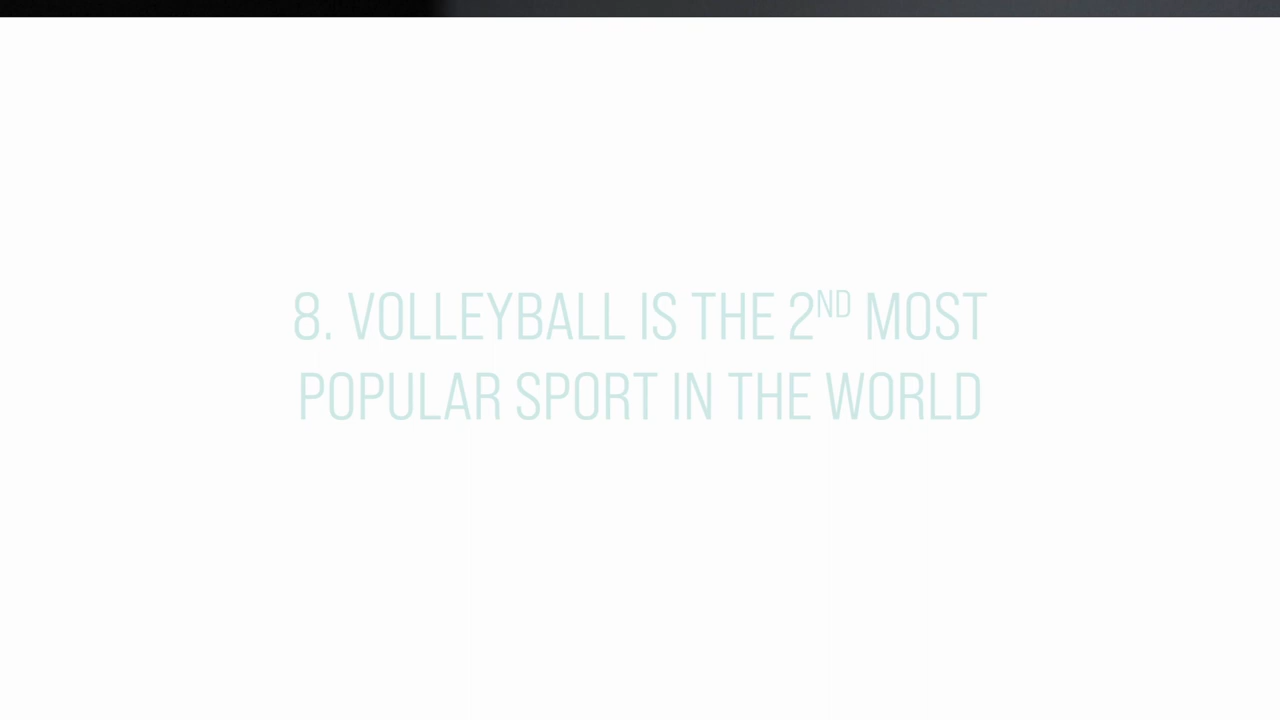 8. VOLLEYBALL IS THE 2ND MOST
POPULAR SPORT IN THE WORLD